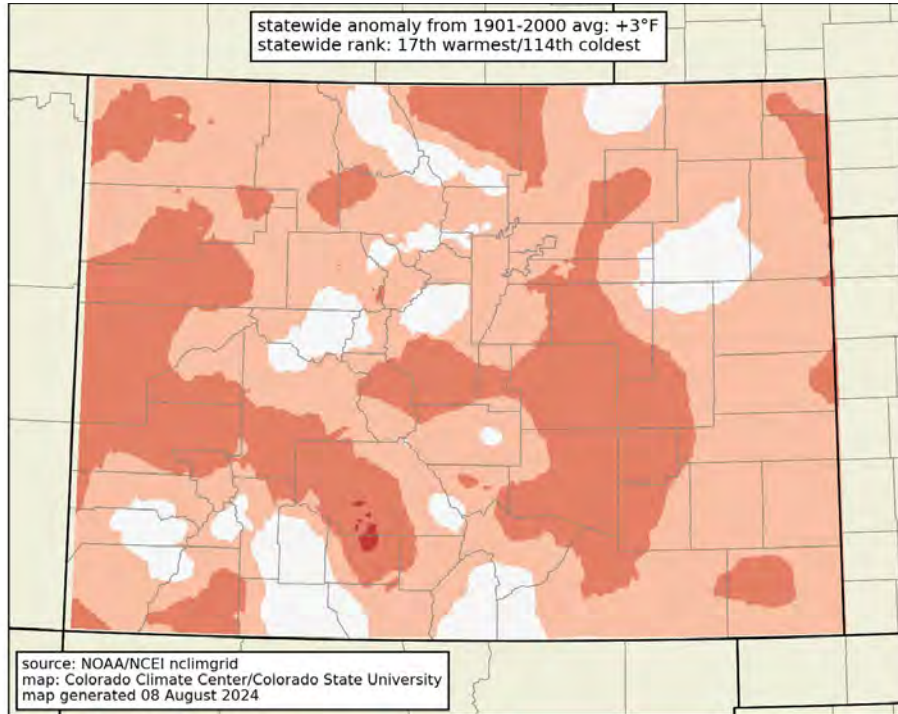 statewide anomaly from 1901-2000 avg: +3°F
statewide rank: 17th warmest/114th coldest
source: NOAA/NCEI nclimgrid
map: Colorado Climate Center/Colorado State University
map generated 08 August 2024